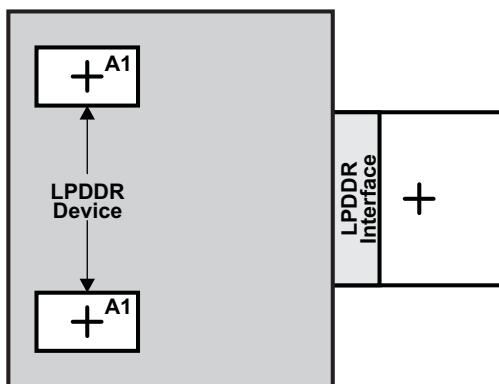 A1
LPDDR
Device
LPDDR
Interface
A1